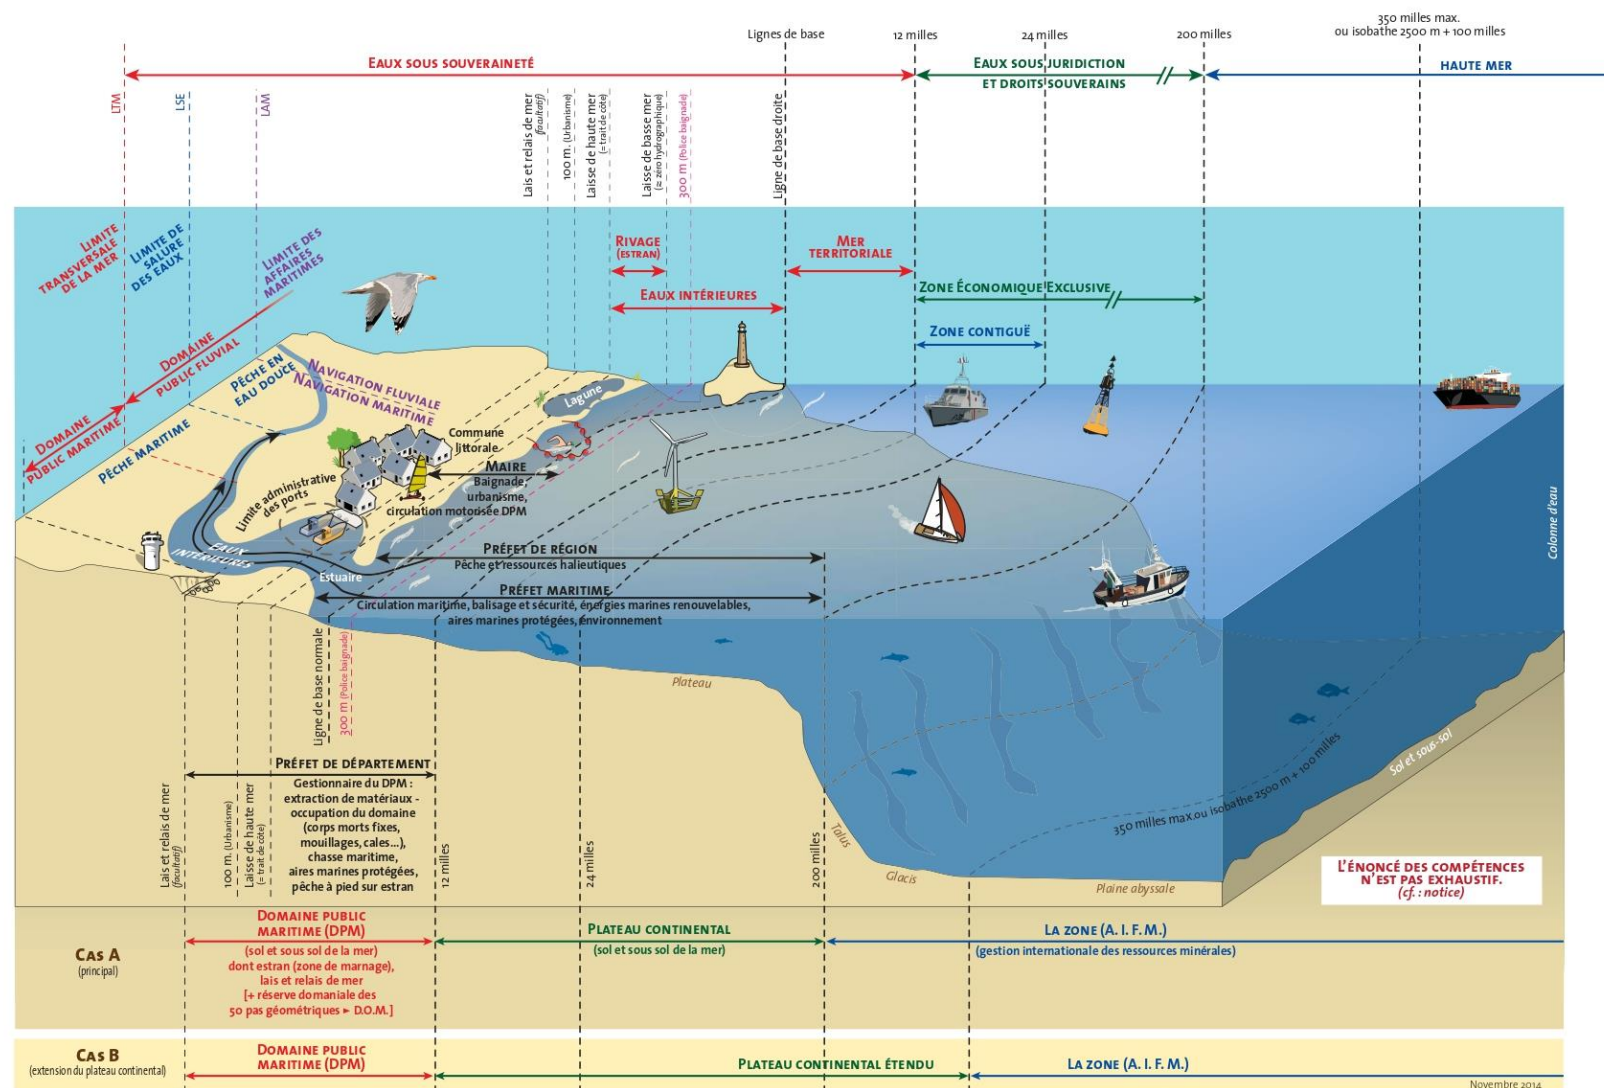 350 milles max.
ou isobathe 2500 m + 100 milles
Lignes de base
12 milles
24 milles
200 milles
Eaux sous souveraineté
Eaux sous juridiction
et droits souverains
Haute mer
LTM
LSE
LAM
Lais et relais de mer
(facultatif)
100 m. (Urbanisme)
Laisse de haute mer
(= trait de côte)
Laisse de basse mer
(≥ zéro hydrographique)
300 m (Police baignade)
Ligne de base droite
Limite
transversale
de la mer
Limite de
salure
des eaux
Limite des
affaires
maritimes
Rivage
(estran)
Mer
territoriale
Eaux intérieures
Zone Économique Exclusive
Zone contiguë
Domaine
public fluvial
Domaine
public maritime
Pêche en
eau douce
Pêche maritime
Navigation fluviale
Navigation maritime
Lagune
Commune
littorale
Maire
Baignade,
urbanisme,
circulation motorisée DPM
Limite administrative
des ports
Eaux
intérieures
Estuaire
Préfet de région
Pêche et ressources halieutiques
Préfet maritime
Circulation maritime, balisage et sécurité, énergies marines renouvelables,
aires marines protégées, environnement
Colonne d'eau
Ligne de base normale
300 m (Police baignade)
Plateau
Talus
Glacis
Plaine abyssale
Sol et sous-sol
350 milles max.ou isobathe 2500 m + 100 milles
Préfet de département
Gestionnaire du DPM :
extraction de matériaux -
occupation du domaine
(corps morts fixes,
mouillages, cales...),
chasse maritime,
aires marines protégées,
pêche à pied sur estran
Lais et relais de mer
(facultatif)
100 m. (Urbanisme)
Laisse de haute mer
(= trait de côte)
12 milles
24 milles
200 milles
L'énoncé des compétences
n'est pas exhaustif.
(cf. : notice)
Cas A
(principal)
Domaine public
maritime (DPM)
(sol et sous sol de la mer)
dont estran (zone de marnage),
lais et relais de mer
[+ réserve domaniale des
50 pas géométriques ► D.O.M.]
Plateau continental
(sol et sous sol de la mer)
La zone (A. I. F. M.)
(gestion internationale des ressources minérales)
Cas B
(extension du plateau continental)
Domaine public
maritime (DPM)
Plateau continental étendu
La zone (A. I. F. M.)
Novembre 2014